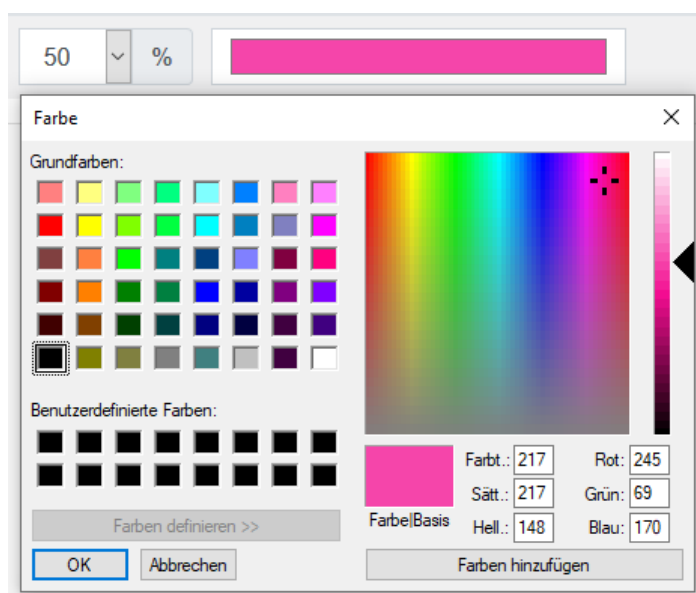 50 %
Farbe
Grundfarben:
Benutzerdefinierte Farben:
Farben definieren >>
OK Abbrechen
Farbe|Basis
Farbt.: 217 Rot: 245
Sätt.: 217 Grün: 69
Hell.: 148 Blau: 170
Farben hinzufügen